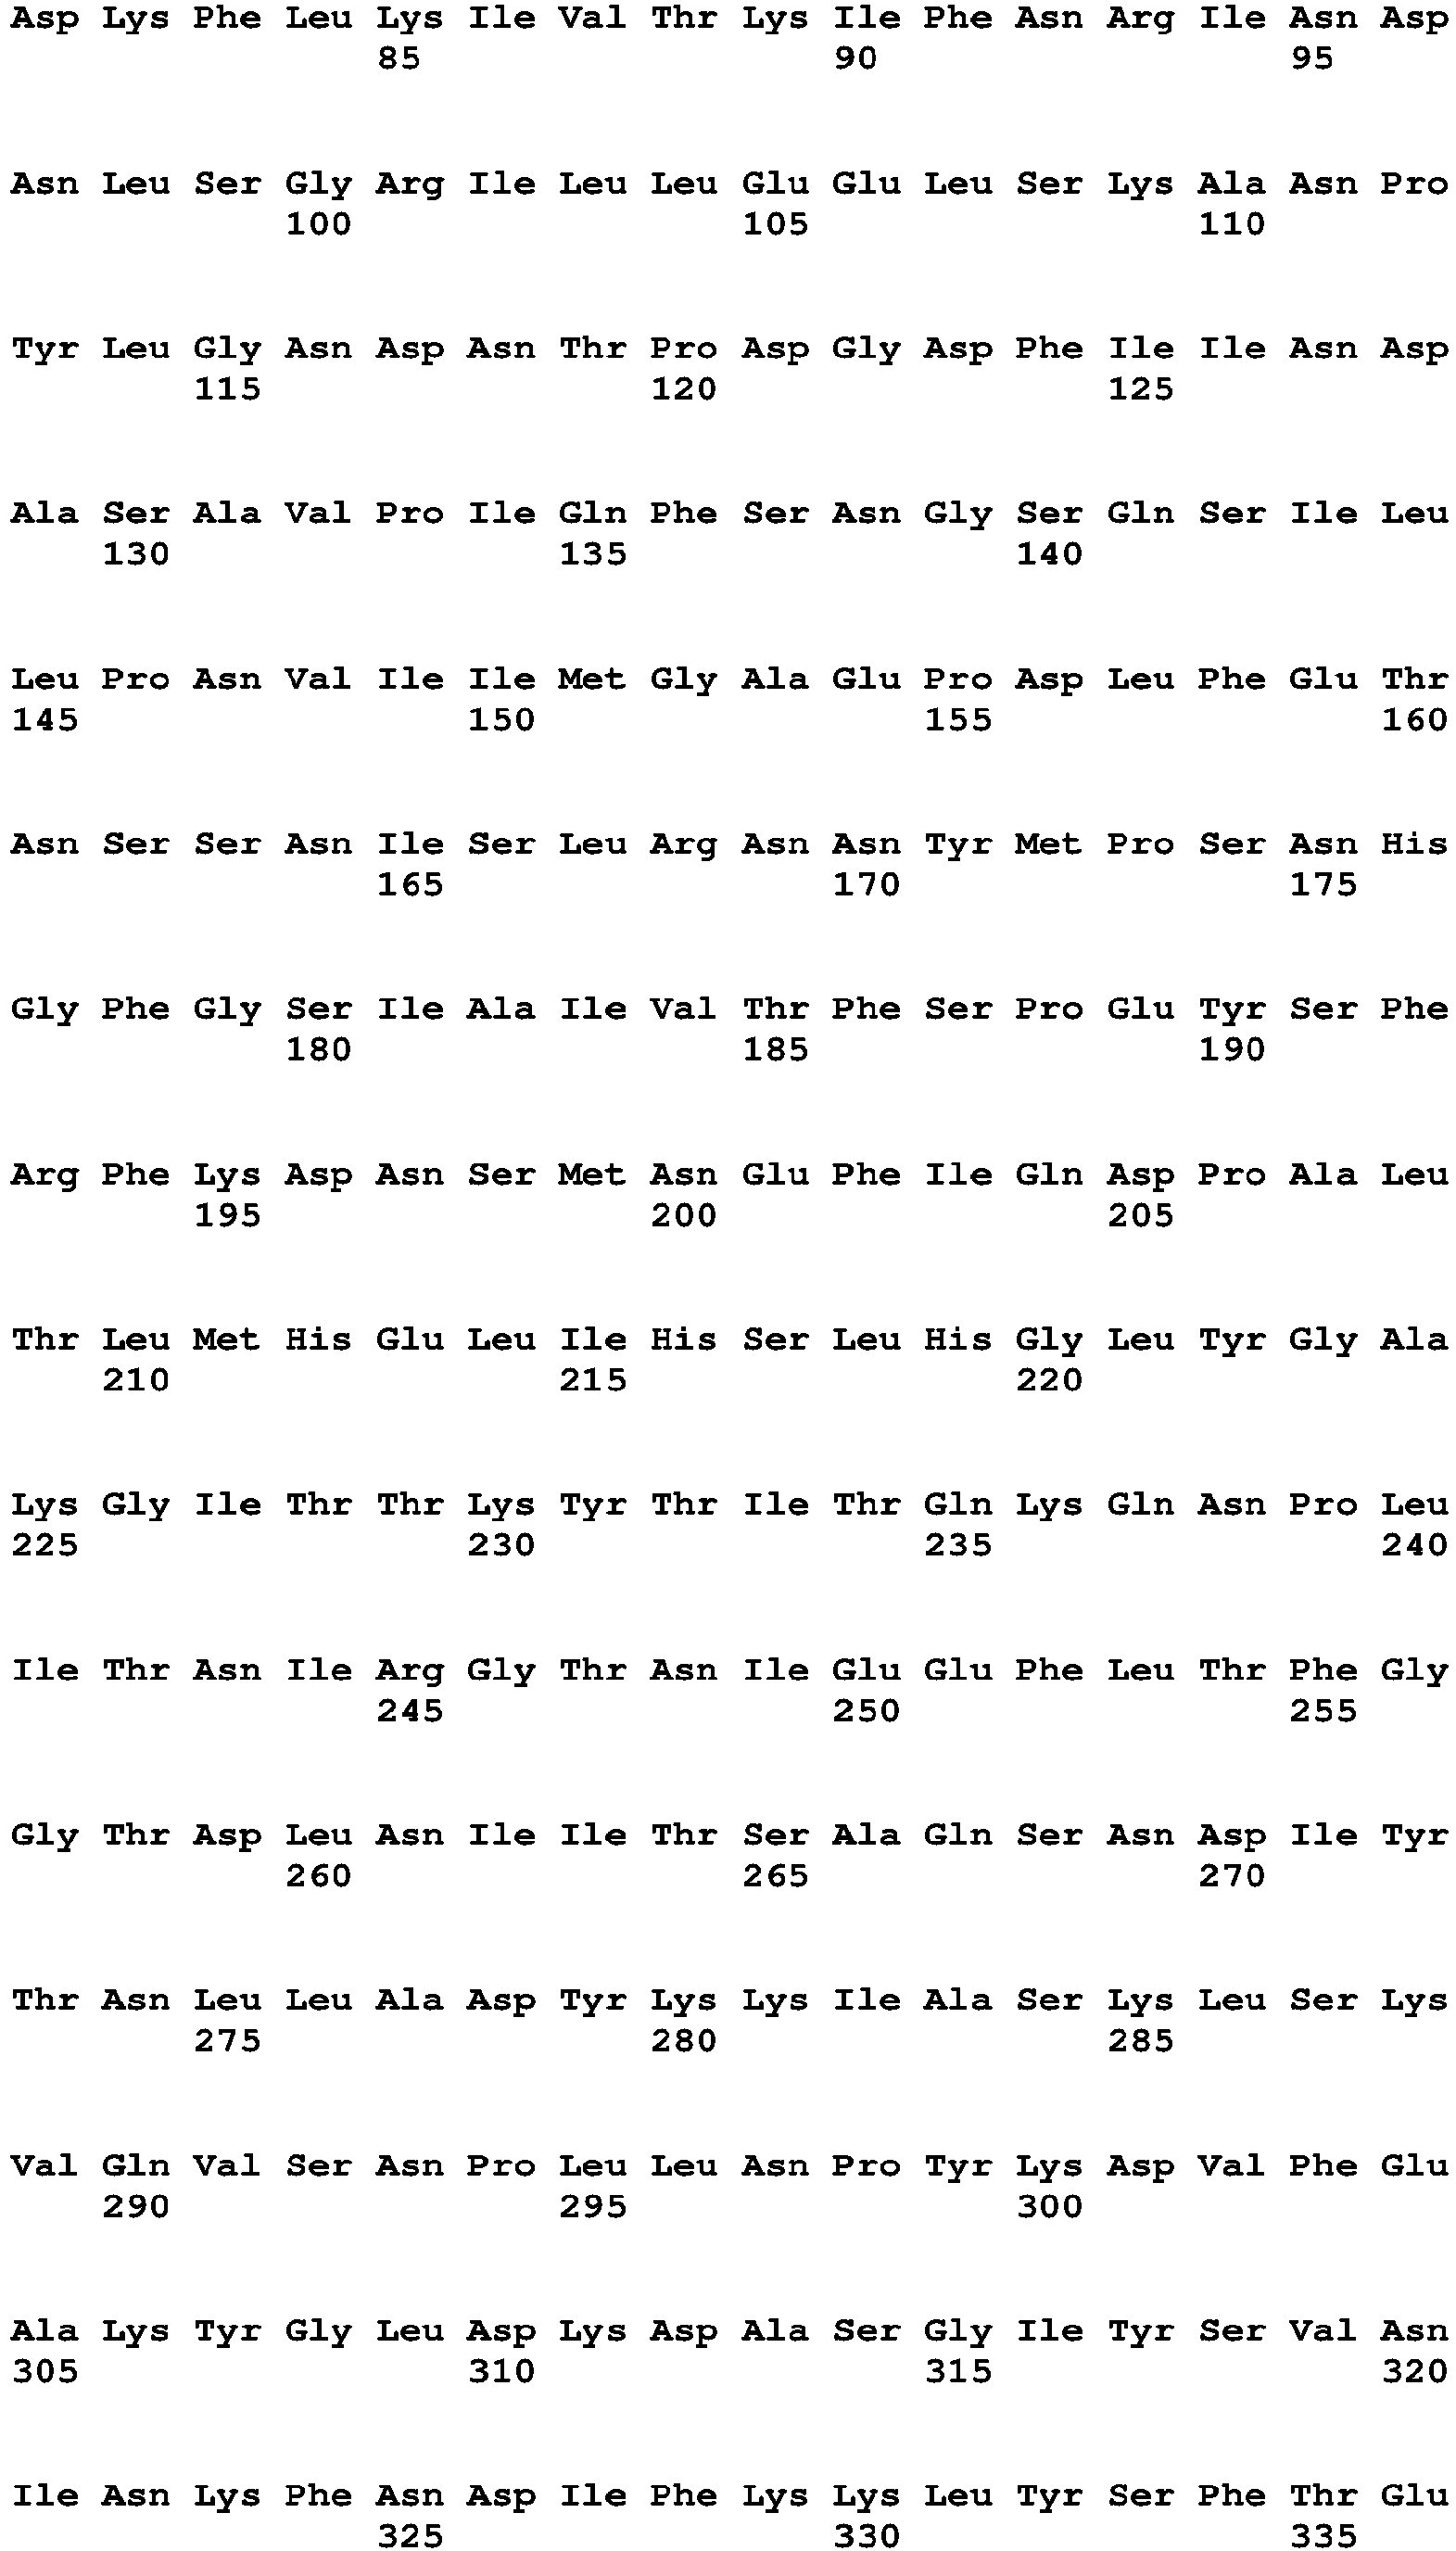 Asp Lys Phe Leu Lys Ile Val Thr Lys Ile Phe Asn Arg Ile Asn Asp
85 90 95
Asn Leu Ser Gly Arg Ile Leu Leu Glu Glu Leu Ser Lys Ala Asn Pro
100 105 110
Tyr Leu Gly Asn Asp Asn Thr Pro Asp Gly Asp Phe Ile Ile Asn Asp
115 120 125
Ala Ser Ala Val Pro Ile Gln Phe Ser Asn Gly Ser Gln Ser Ile Leu
130 135 140
Leu Pro Asn Val Ile Ile Met Gly Ala Glu Pro Asp Leu Phe Glu Thr
145 150 155 160
Asn Ser Ser Asn Ile Ser Leu Arg Asn Asn Tyr Met Pro Ser Asn His
165 170 175
Gly Phe Gly Ser Ile Ala Ile Val Thr Phe Ser Pro Glu Tyr Ser Phe
180 185 190
Arg Phe Lys Asp Asn Ser Met Asn Glu Phe Ile Gln Asp Pro Ala Leu
195 200 205
Thr Leu Met His Glu Leu Ile His Ser Leu His Gly Leu Tyr Gly Ala
210 215 220
Lys Gly Ile Thr Thr Lys Tyr Thr Ile Thr Gln Lys Gln Asn Pro Leu
225 230 235 240
Ile Thr Asn Ile Arg Gly Thr Asn Ile Glu Glu Phe Leu Thr Phe Gly
245 250 255
Gly Thr Asp Leu Asn Ile Ile Thr Ser Ala Gln Ser Asn Asp Ile Tyr
260 265 270
Thr Asn Leu Leu Ala Asp Tyr Lys Lys Ile Ala Ser Lys Leu Ser Lys
275 280 285
Val Gln Val Ser Asn Pro Leu Leu Asn Pro Tyr Lys Asp Val Phe Glu
290 295 300
Ala Lys Tyr Gly Leu Asp Lys Asp Ala Ser Gly Ile Tyr Ser Val Asn
305 310 315 320
Ile Asn Lys Phe Asn Asp Ile Phe Lys Lys Leu Tyr Ser Phe Thr Glu
325 330 335